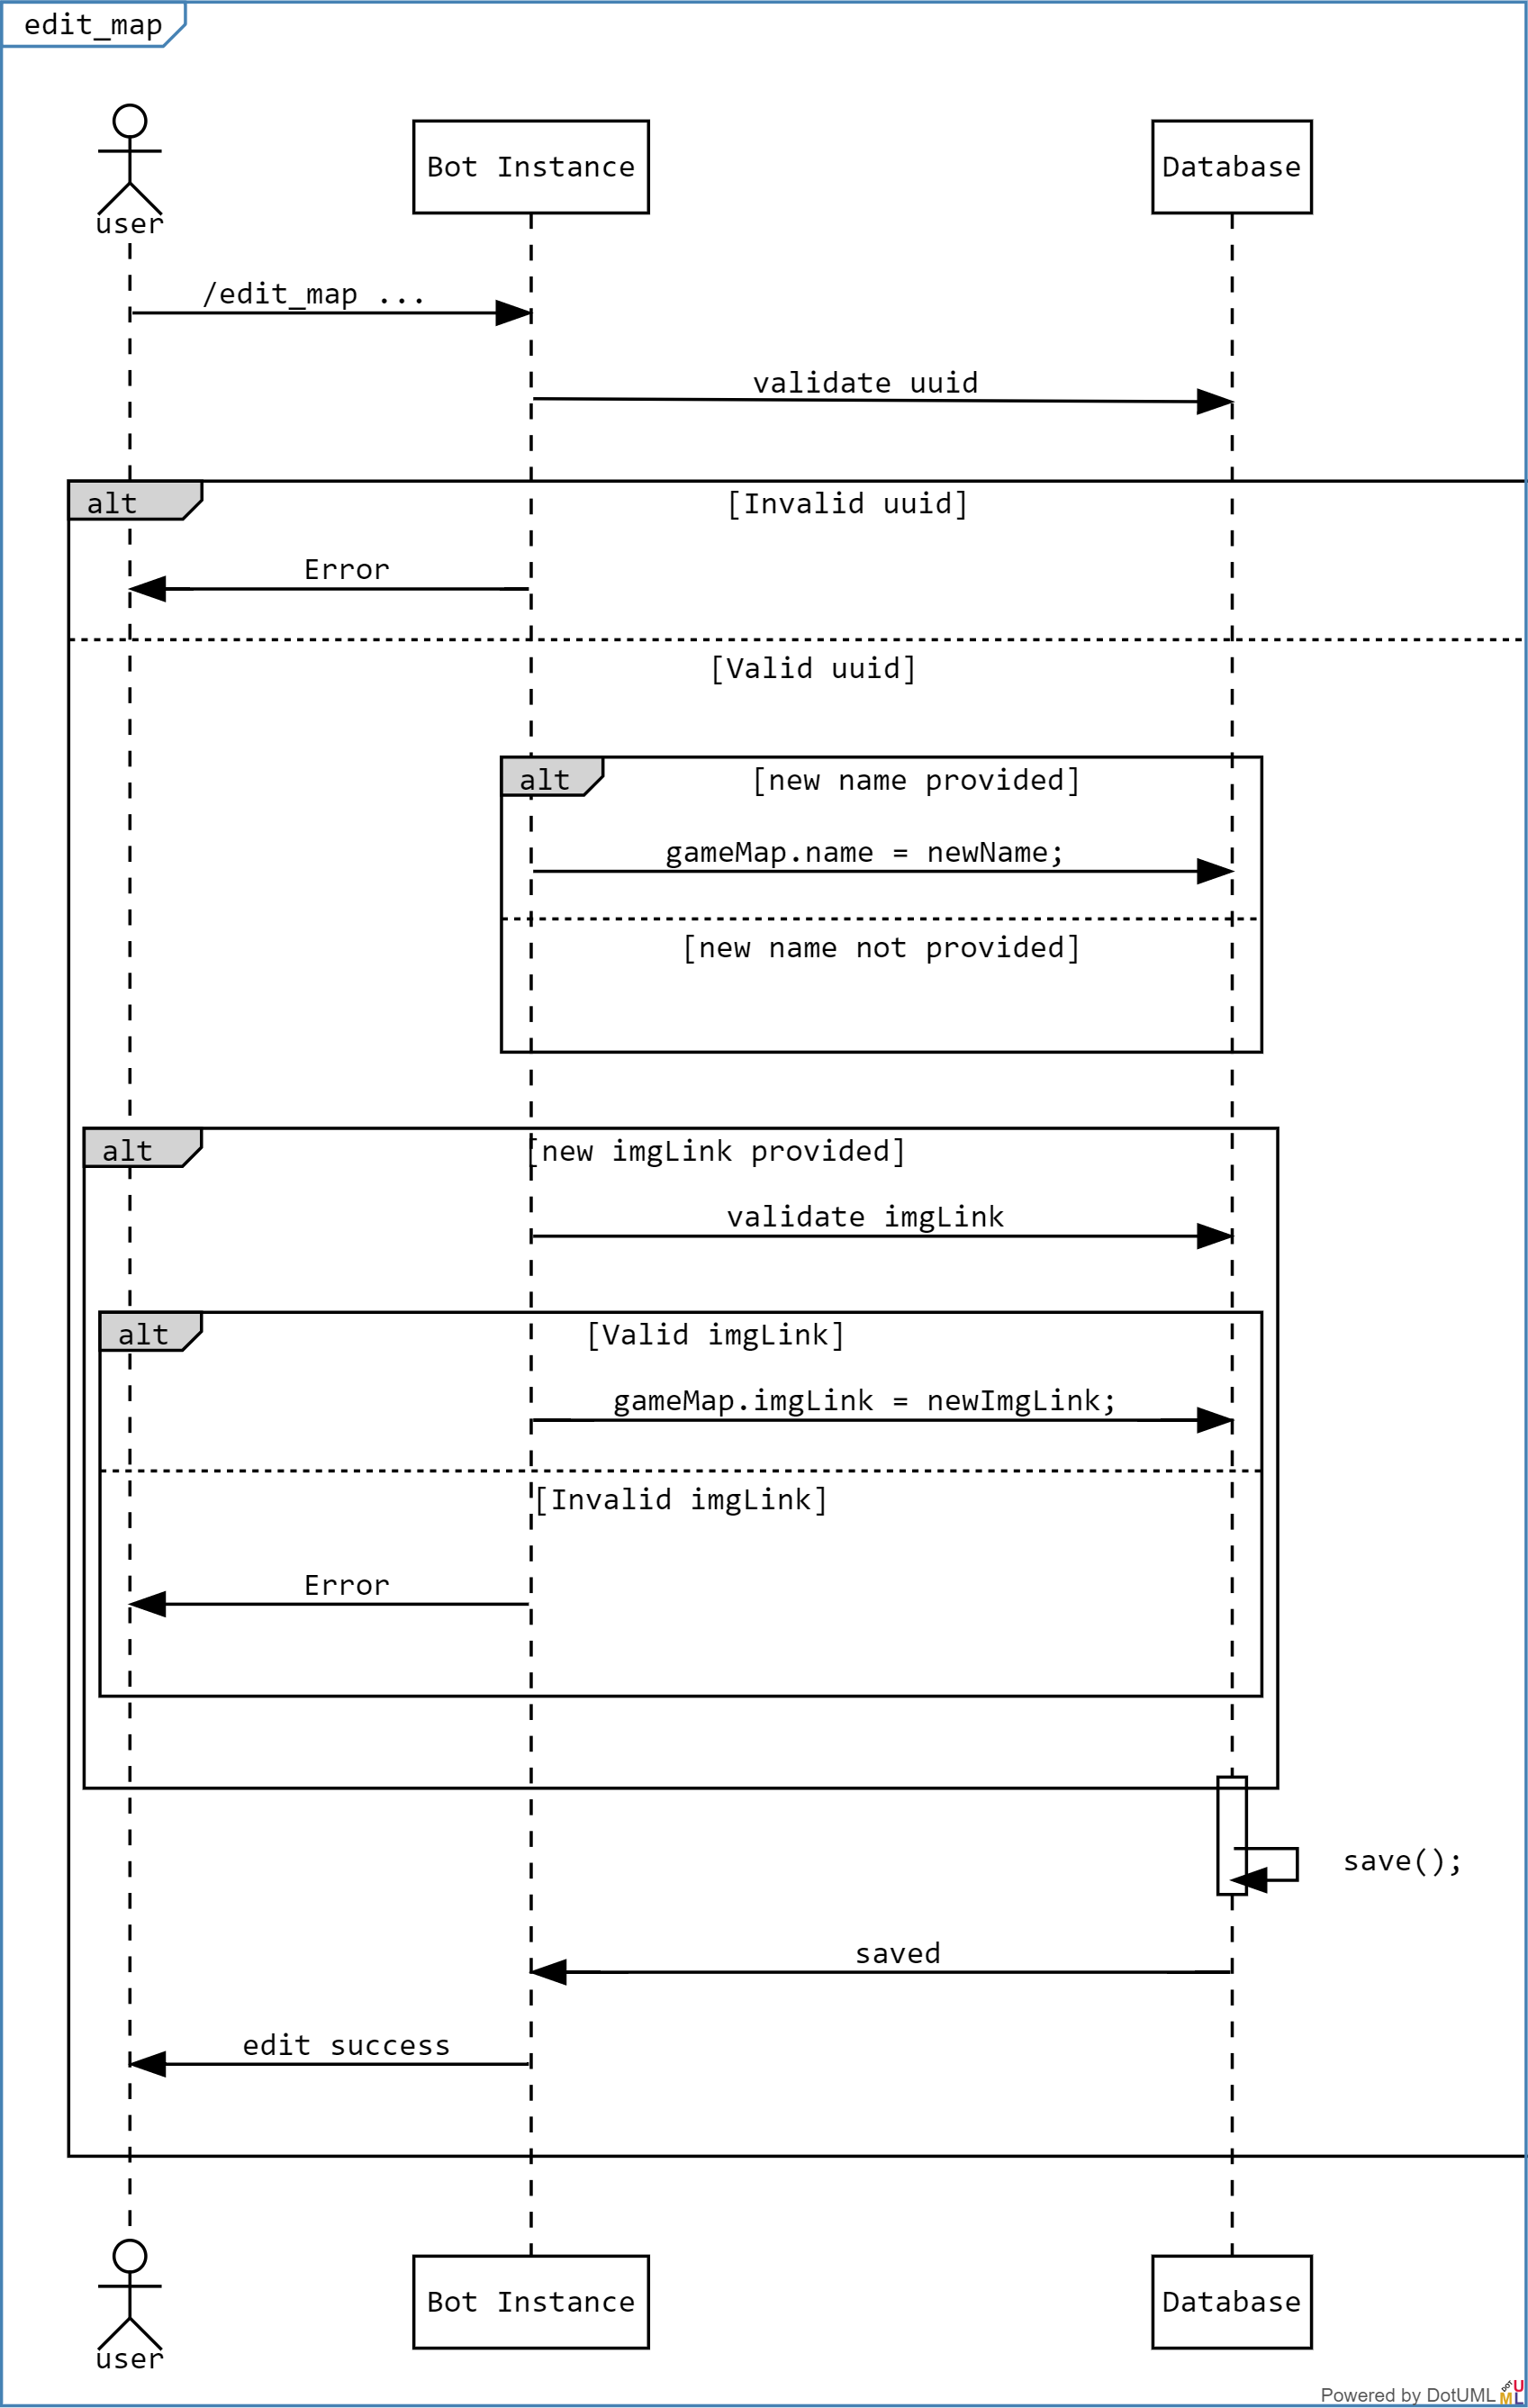 edit_map
user
Bot Instance
Database
/edit_map ...
validate uuid
alt
[Invalid uuid]
Error
[Valid uuid]
alt
[new name provided]
gameMap.name = newName;
[new name not provided]
alt
[new imgLink provided]
validate imgLink
alt
[Valid imgLink]
gameMap.imgLink = newImgLink;
[Invalid imgLink]
Error
save();
saved
edit success
Bot Instance
Database
user
Powered by DotUML
DOT
U
M L